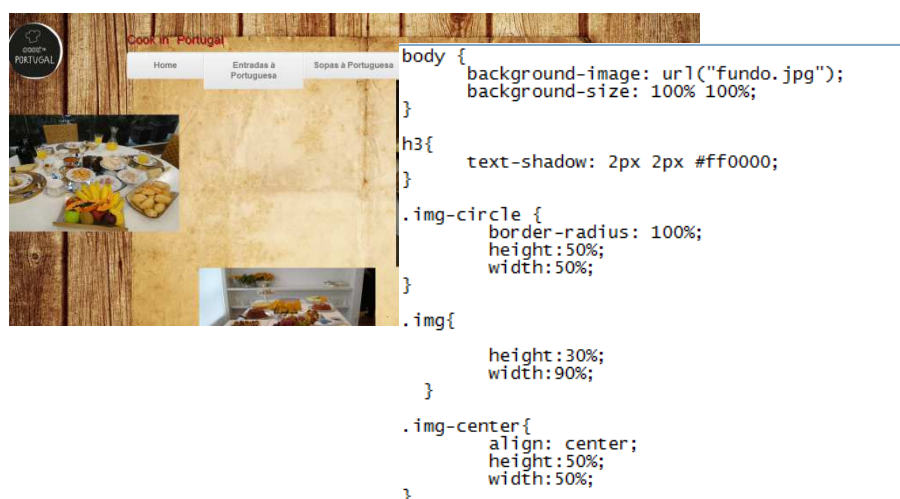 COOK in
PORTUGAL
Cook in Portugal
Home
Entradas à
Portuguesa
Sopas à Portuguesa
body {
background-image: url("fundo.jpg");
background-size: 100% 100%;
}
h3{
text-shadow: 2px 2px #ff0000;
}
.img-circle {
border-radius: 100%;
height:50%;
width:50%;
}
.img{
height:30%;
width:90%;
}
.img-center{
align: center;
height:50%;
width:50%;
}